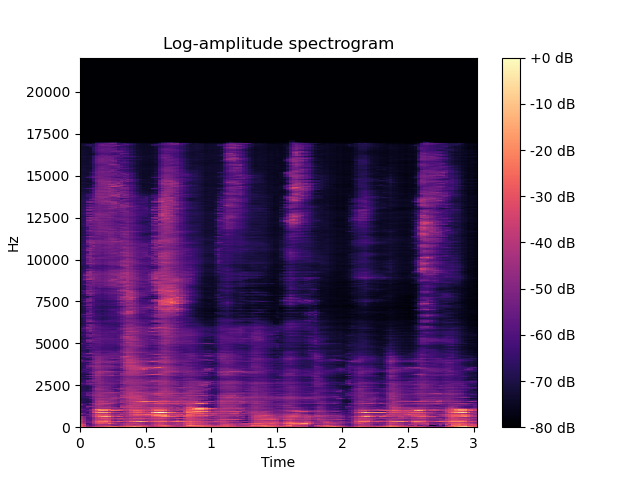 Log-amplitude spectrogram
Hz
20000
17500
15000
12500
10000
7500
5000
2500
0
0 0.5 1 1.5 2 2.5 3
Time
+0 dB
-10 dB
-20 dB
-30 dB
-40 dB
-50 dB
-60 dB
-70 dB
-80 dB